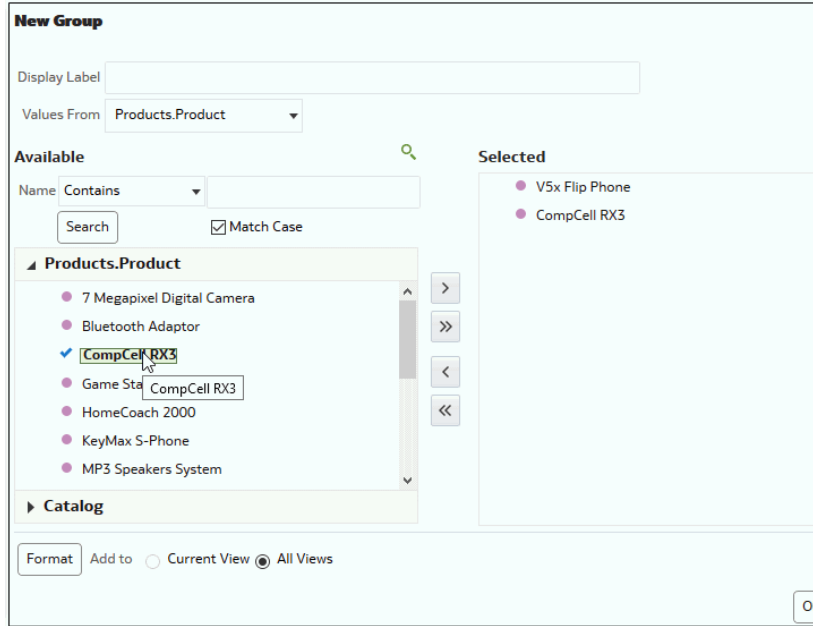 New Group
Display Label
Values From Products.Product
Available
Selected
Name Contains
Search Match Case
V5x Flip Phone
CompCell RX3
Products.Product
7 Megapixel Digital Camera
Bluetooth Adaptor
CompCell RX3
Game Sta
CompCell RX3
HomeCoach 2000
KeyMax S-Phone
MP3 Speakers System
Catalog
Format Add to Current View All Views